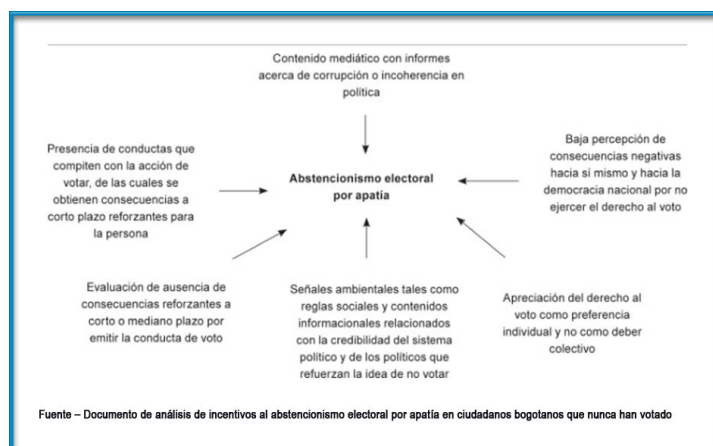 Contenido mediático con informes
acerca de corrupción o incoherencia en
política
Presencia de conductas que
compiten con la acción de
votar, de las cuales se
obtienen consecuencias a
corto plazo reforzantes para
la persona
Abstencionismo electoral
por apatía
Baja percepción de
consecuencias negativas
hacia sí mismo y hacia la
democracia nacional por no
ejercer el derecho al voto
Evaluación de ausencia de
consecuencias reforzantes a
corto o mediano plazo por
emitir la conducta de voto
Señales ambientales tales como
reglas sociales y contenidos
informacionales relacionados
con la credibilidad del sistema
político y de los políticos que
refuerzan la idea de no votar
Apreciación del derecho al
voto como preferencia
individual y no como deber
colectivo
Fuente – Documento de análisis de incentivos al abstencionismo electoral por apatía en ciudadanos bogotanos que nunca han votado